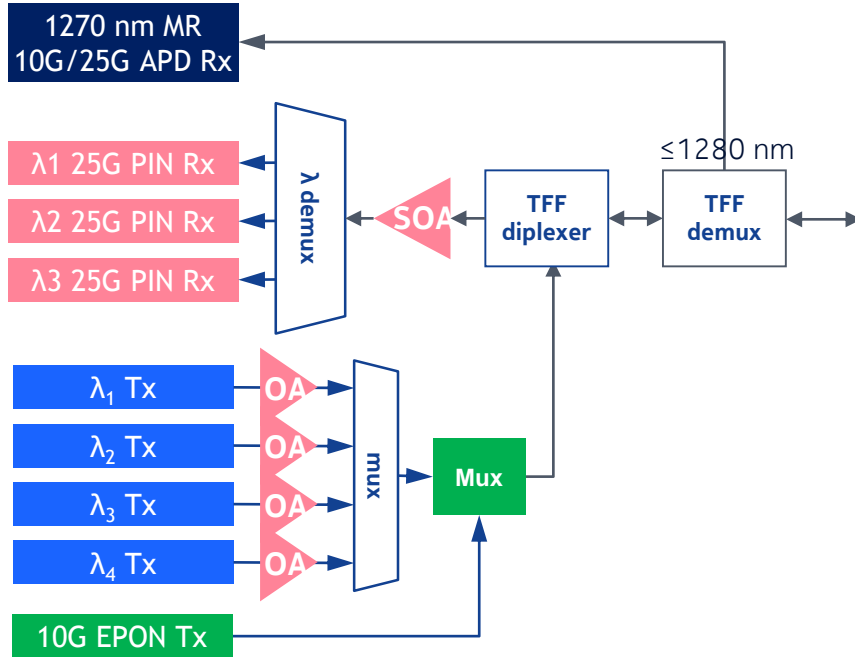 1270 nm MR
10G/25G APD Rx
≤1280 nm
λ1 25G PIN Rx
λ2 25G PIN Rx
λ3 25G PIN Rx
λ demux
SOA
TFF
diplexer
TFF
demux
λ1 Tx
λ2 Tx
λ3 Tx
λ4 Tx
OA
OA
OA
OA
mux
Mux
10G EPON Tx